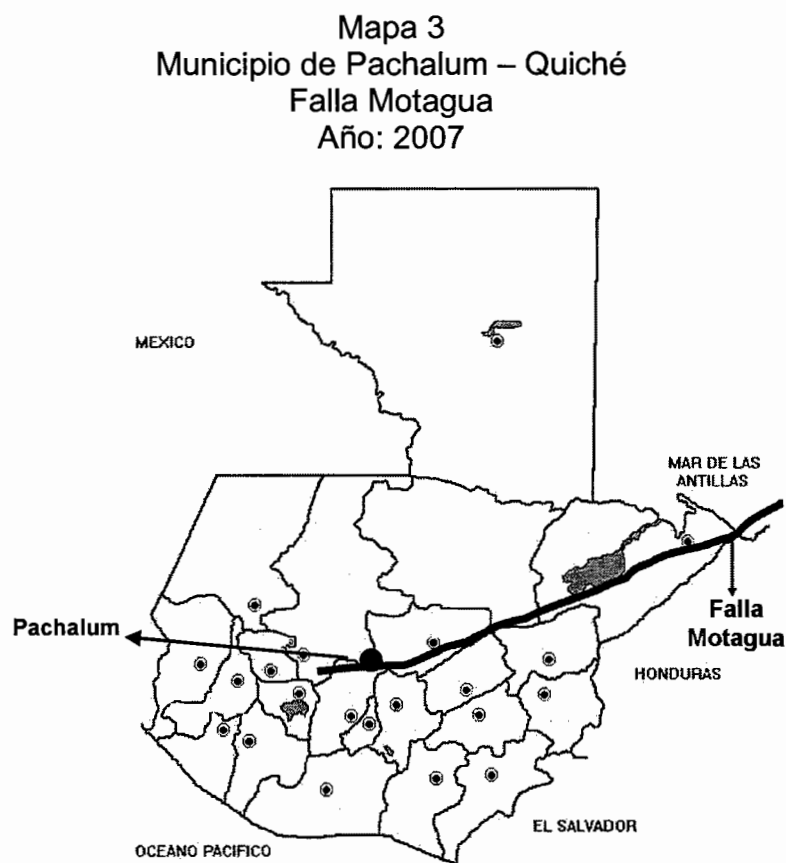 Mapa 3
Municipio de Pachalum – Quiché
Falla Motagua
Año: 2007
MEXICO
MAR DE LAS
ANTILLAS
Pachalum
Falla
Motagua
HONDURAS
EL SALVADOR
OCEANO PACIFICO